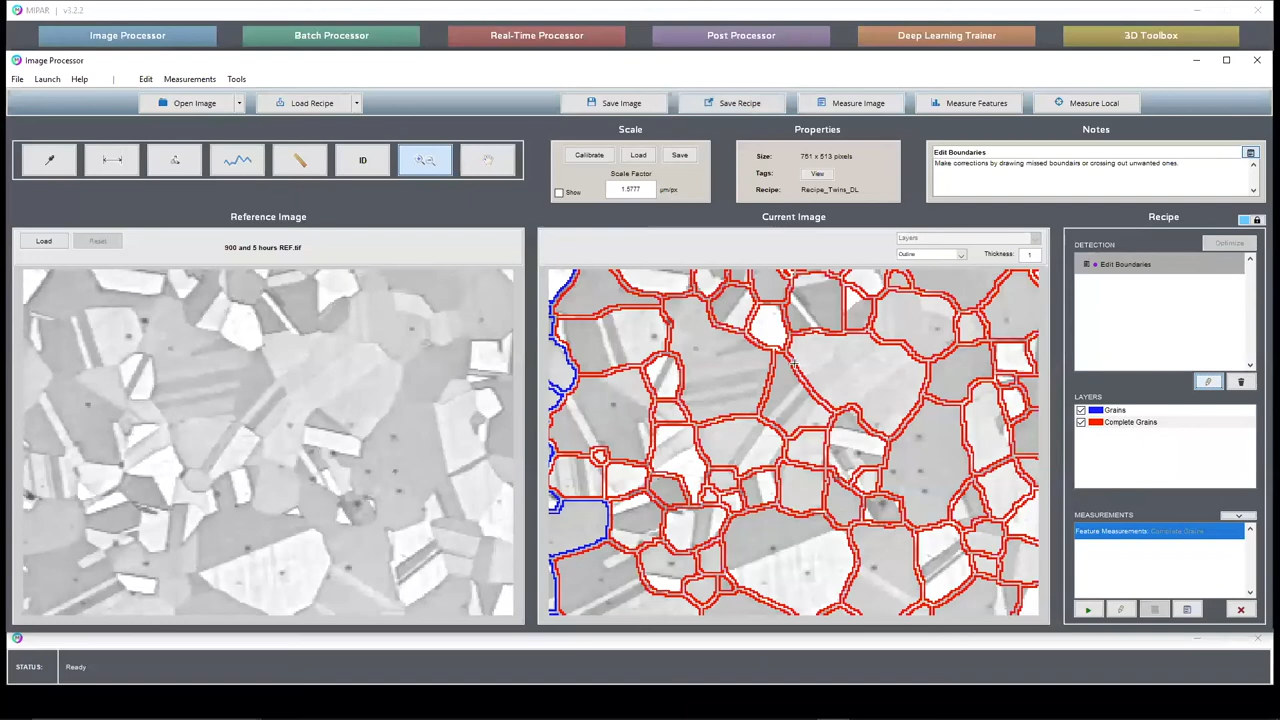 MIPAR | v3.2.2
Image Processor Batch Processor Real-Time Processor Post Processor Deep Learning Trainer 3D Toolbox
Image Processor
File Launch Help | Edit Measurements Tools
Open Image Load Recipe Save Image Save Recipe Measure Image Measure Features Measure Local
Scale Properties Notes
ID
Calibrate Load Save
Scale Factor
Show 1.5777 µm/px
Size: 751 x 513 pixels
Tags: View
Recipe: Recipe_Twins_DL
Edit Boundaries
Make corrections by drawing missed boundairs or crossing out unwanted ones.
Reference Image Current Image Recipe
Load Reset 900 and 5 hours REF.tif
Layers
Outline Thickness: 1
DETECTION Optimize
Edit Boundaries
LAYERS
Grains
Complete Grains
MEASUREMENTS
Feature Measurements: Complete Grains
STATUS: Ready